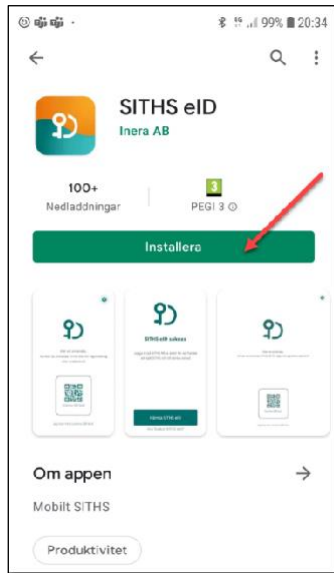 99% 20:34
SITHS eID
Inera AB
100+
Nedladdningar
3
PEGI 3
Installera
SITHS eID saknas
Om appen
Mobilt SITHS
Produktivitet